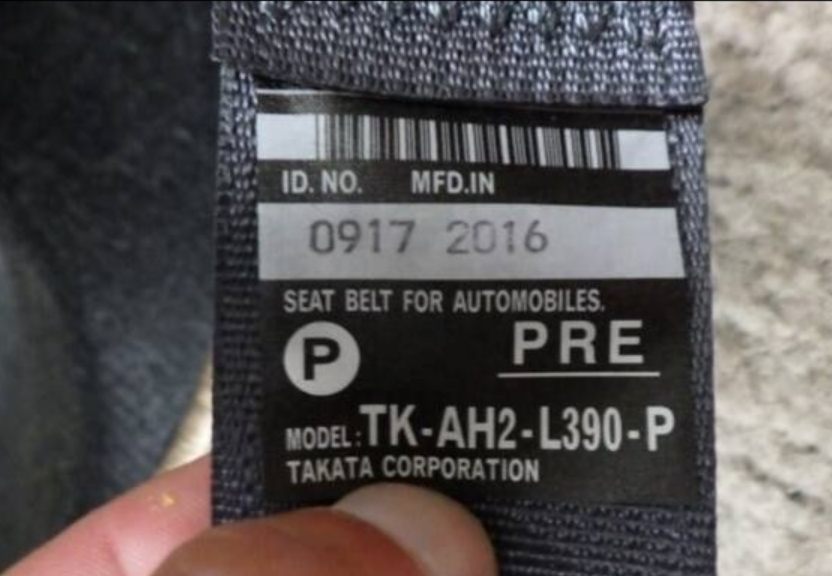 ID. NO. MFD.IN
0917 2016
SEAT BELT FOR AUTOMOBILES.
P PRE
MODEL: TK-AH2-L390-P
TAKATA CORPORATION